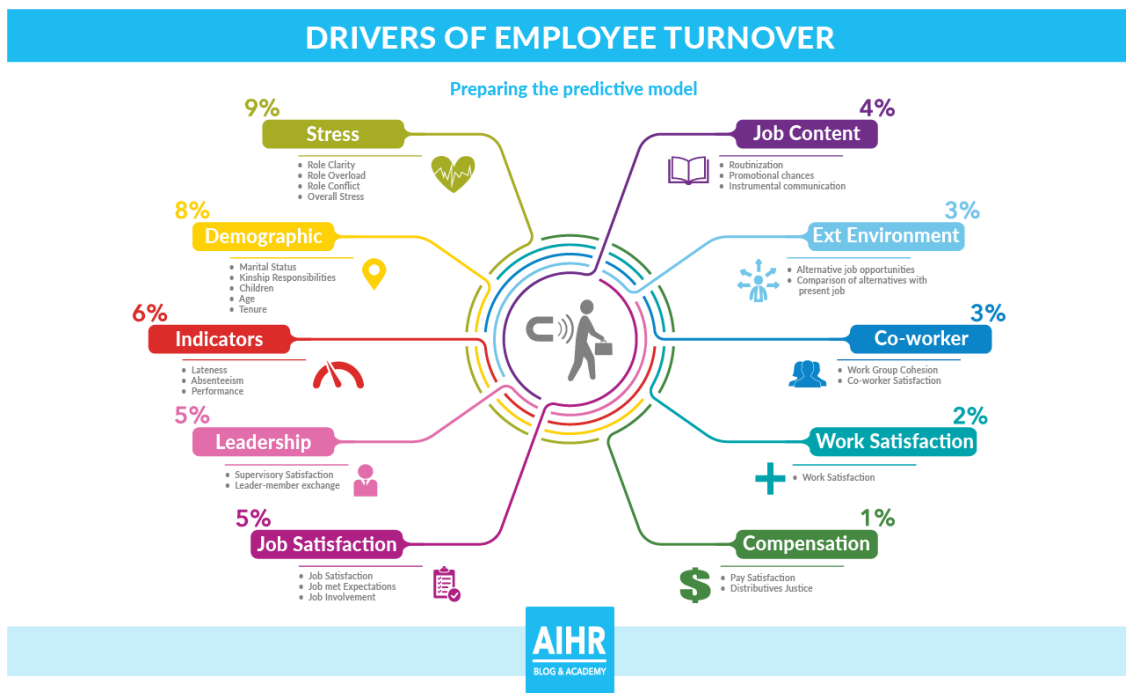 DRIVERS OF EMPLOYEE TURNOVER
Preparing the predictive model
9%
Stress
• Role Clarity
• Role Overload
• Role Conflict
• Overall Stress
8%
Demographic
• Marital Status
• Kinship Responsibilities
• Children
• Age
• Tenure
6%
Indicators
• Lateness
• Absenteeism
• Performance
5%
Leadership
• Supervisory Satisfaction
• Leader-member exchange
5%
Job Satisfaction
• Job Satisfaction
• Job met Expectations
• Job Involvement
4%
Job Content
• Routinization
• Promotional chances
• Instrumental communication
3%
Ext Environment
• Alternative job opportunities
• Comparison of alternatives with
present job
3%
Co-worker
• Work Group Cohesion
• Co-worker Satisfaction
2%
Work Satisfaction
• Work Satisfaction
1%
Compensation
$
• Pay Satisfaction
• Distributives Justice
AIHR
BLOG & ACADEMY